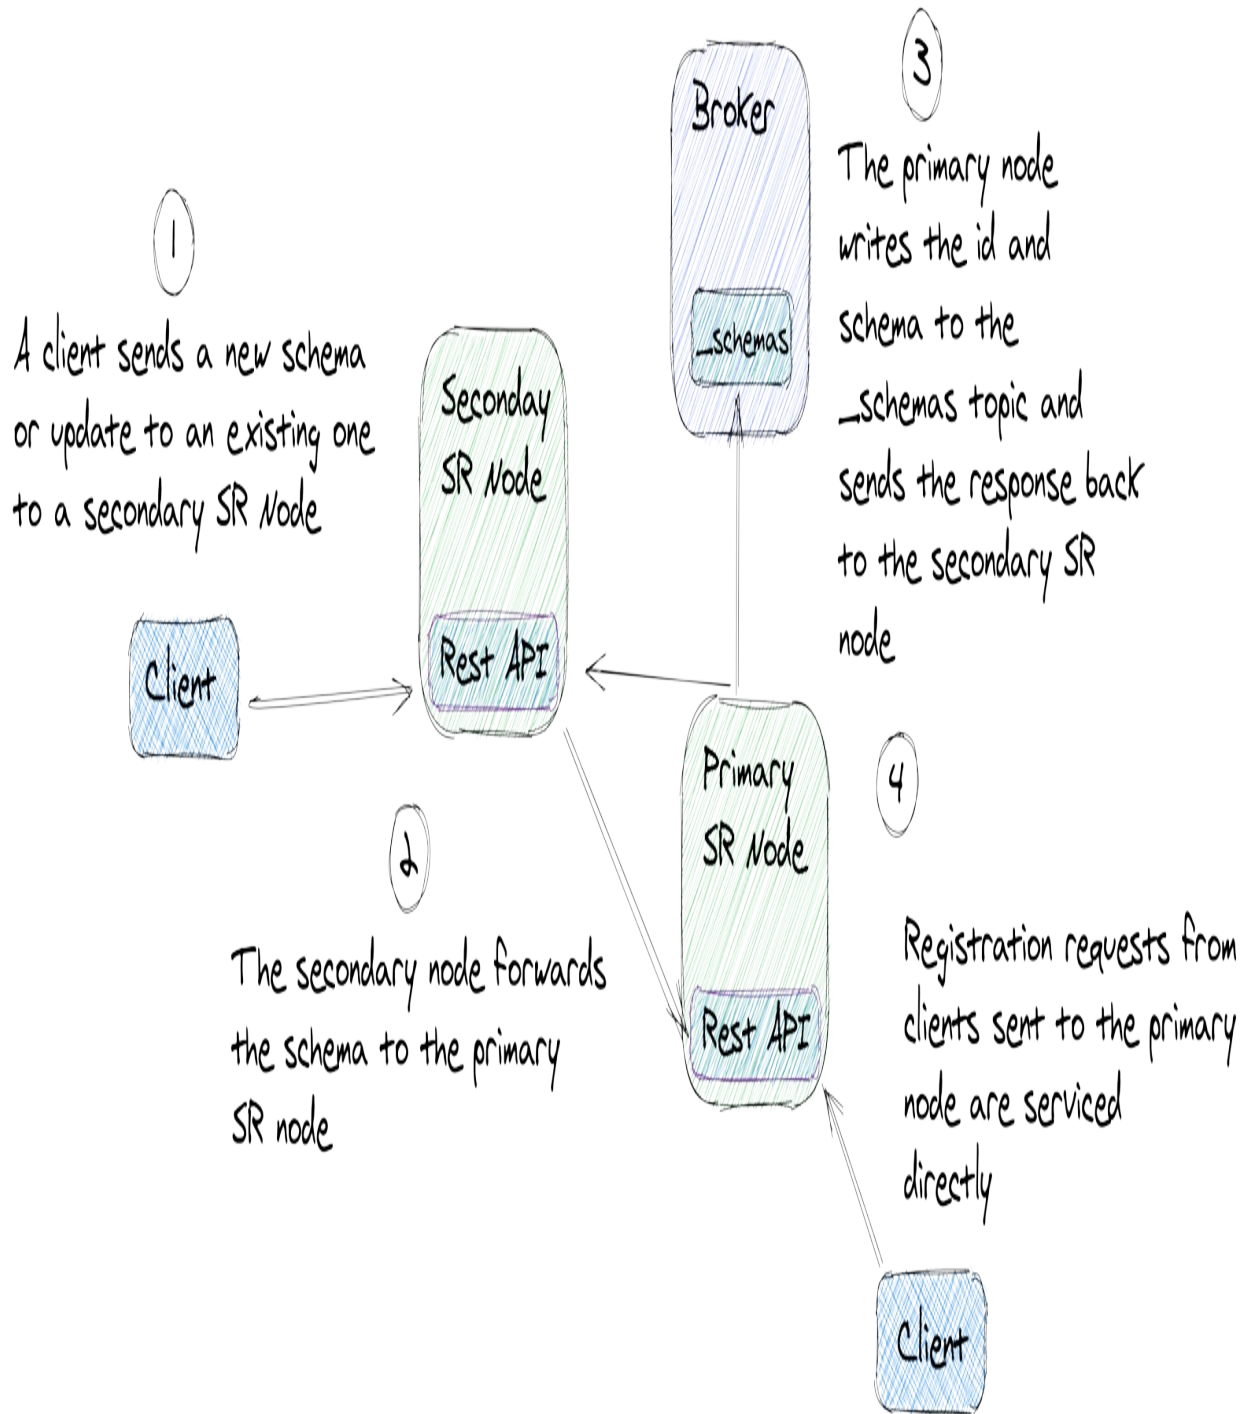 1
A client sends a new schema
or update to an existing one
to a secondary SR Node
Client
Seconday
SR Node
Rest API
2
The secondary node forwards
the schema to the primary
SR node
Broker
_schemas
3
The primary node
writes the id and
schema to the
_schemas topic and
sends the response back
to the secondary SR
node
Primary
SR Node
Rest API
4
Registration requests from
clients sent to the primary
node are serviced
directly
Client